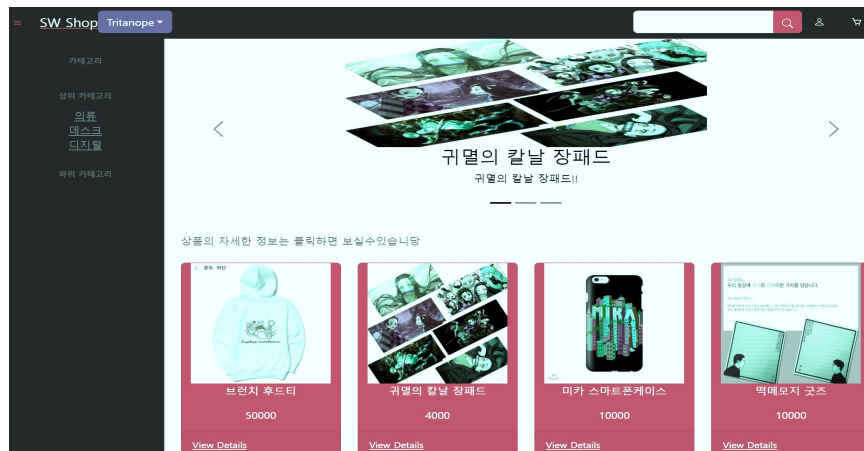 SW Shop
Tritanope
카테고리
상위 카테고리
의류
데스크
디지털
하위 카테고리
귀멸의 칼날 장패드
귀멸의 칼날 장패드!!
상품의 자세한 정보는 클릭하면 보실수있습니당
브런치 후드티
50000
View Details
귀멸의 칼날 장패드
4000
View Details
MIKA
미카 스마트폰케이스
10000
View Details
떡메모지 굿즈
10000
View Details